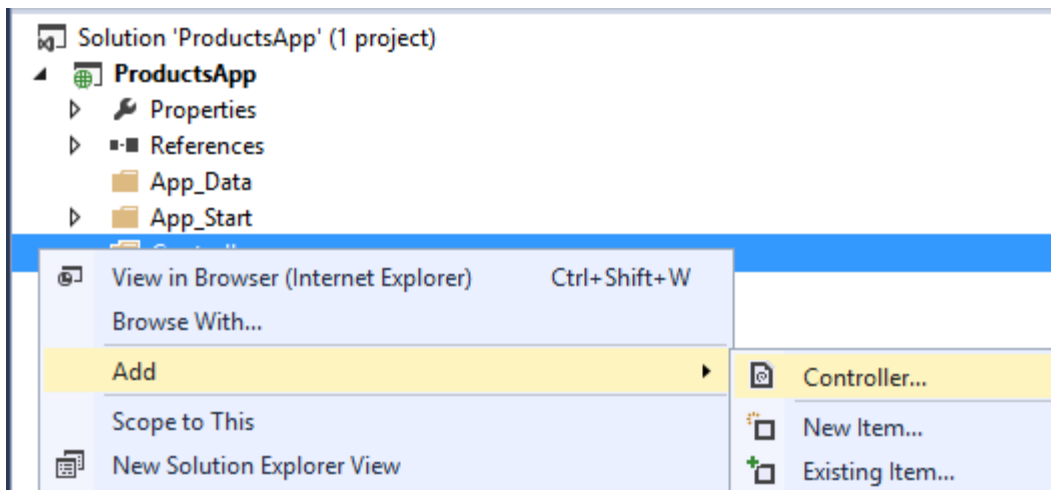 Solution 'ProductsApp' (1 project)
ProductsApp
Properties
References
App_Data
App_Start
View in Browser (Internet Explorer) Ctrl+Shift+W
Browse With...
Add
Controller...
Scope to This
New Item...
New Solution Explorer View
Existing Item...